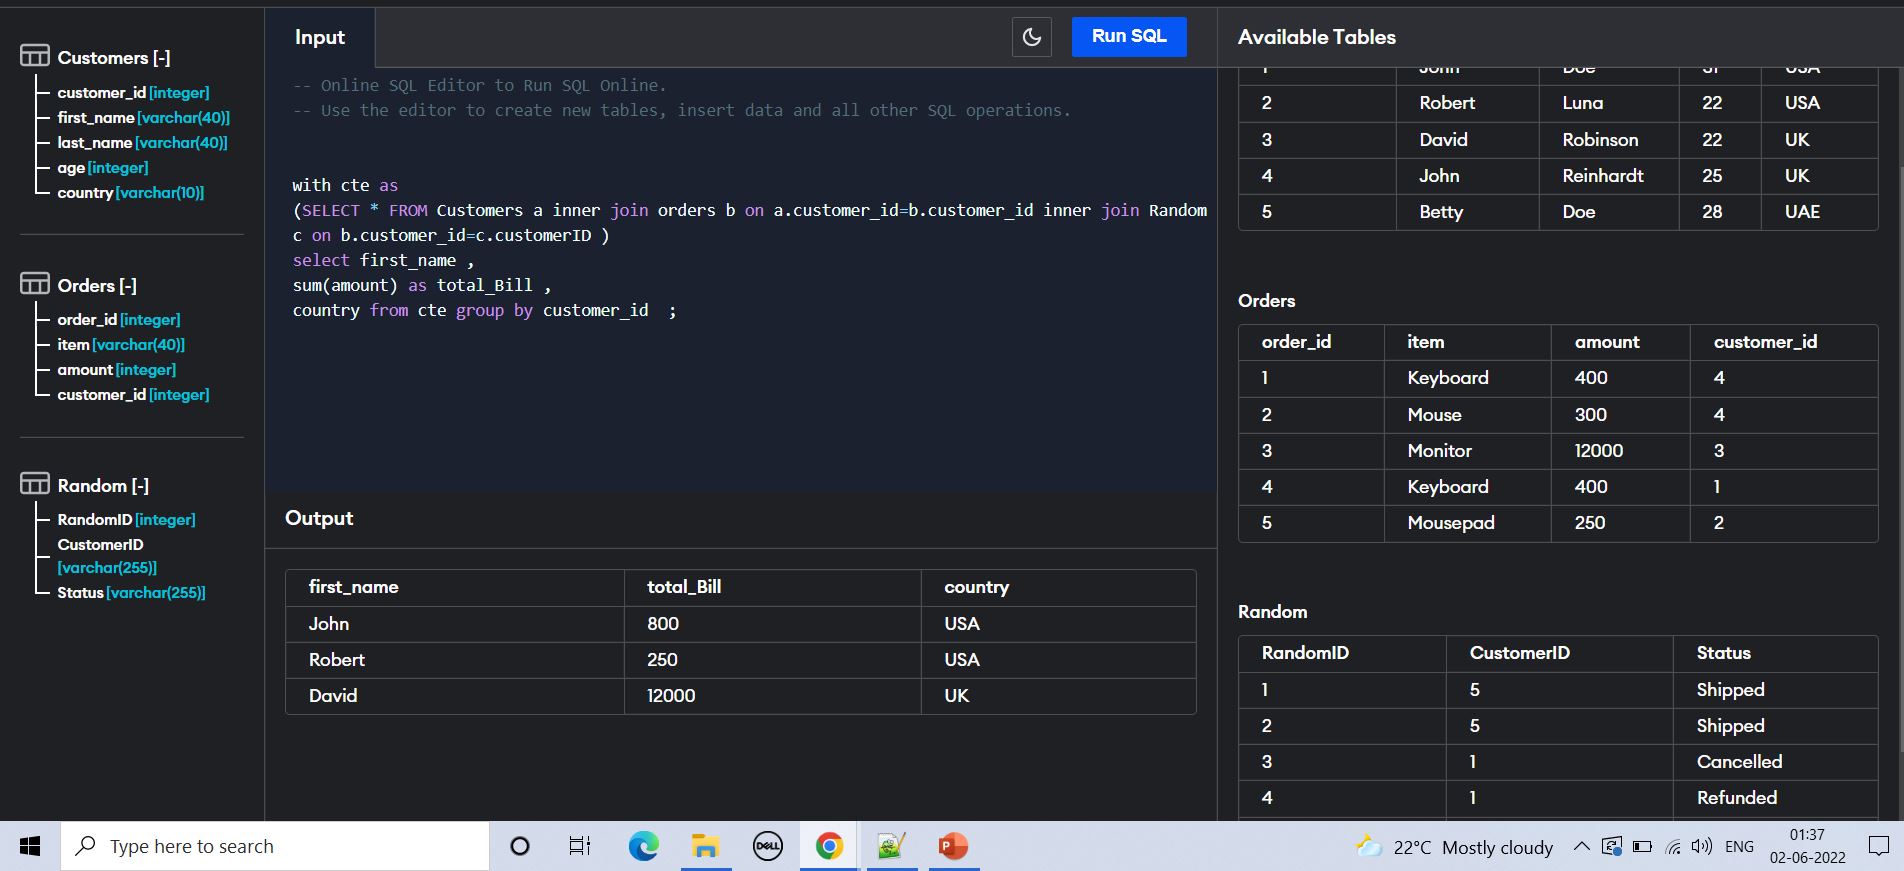 Customers [-]
customer_id [integer]
first_name [varchar(40)]
last_name [varchar(40)]
age [integer]
country [varchar(10)]
Orders [-]
order_id [integer]
item [varchar(40)]
amount [integer]
customer_id [integer]
Random [-]
RandomID [integer]
CustomerID
[varchar(255)]
Status [varchar(255)]
Input
Run SQL
-- Online SQL Editor to Run SQL Online.
-- Use the editor to create new tables, insert data and all other SQL operations.
with cte as
(SELECT * FROM Customers a inner join orders b on a.customer_id=b.customer_id inner join Random
c on b.customer_id=c.customerID )
select first_name ,
sum(amount) as total_Bill ,
country from cte group by customer_id  ;
Output
first_name total_Bill country
John 800 USA
Robert 250 USA
David 12000 UK
Available Tables
1 John Doe 31 USA
2 Robert Luna 22 USA
3 David Robinson 22 UK
4 John Reinhardt 25 UK
5 Betty Doe 28 UAE
Orders
order_id item amount customer_id
1 Keyboard 400 4
2 Mouse 300 4
3 Monitor 12000 3
4 Keyboard 400 1
5 Mousepad 250 2
Random
RandomID CustomerID Status
1 5 Shipped
2 5 Shipped
3 1 Cancelled
4 1 Refunded
Type here to search
DELL
P
22°C Mostly cloudy
ENG
01:37
02-06-2022